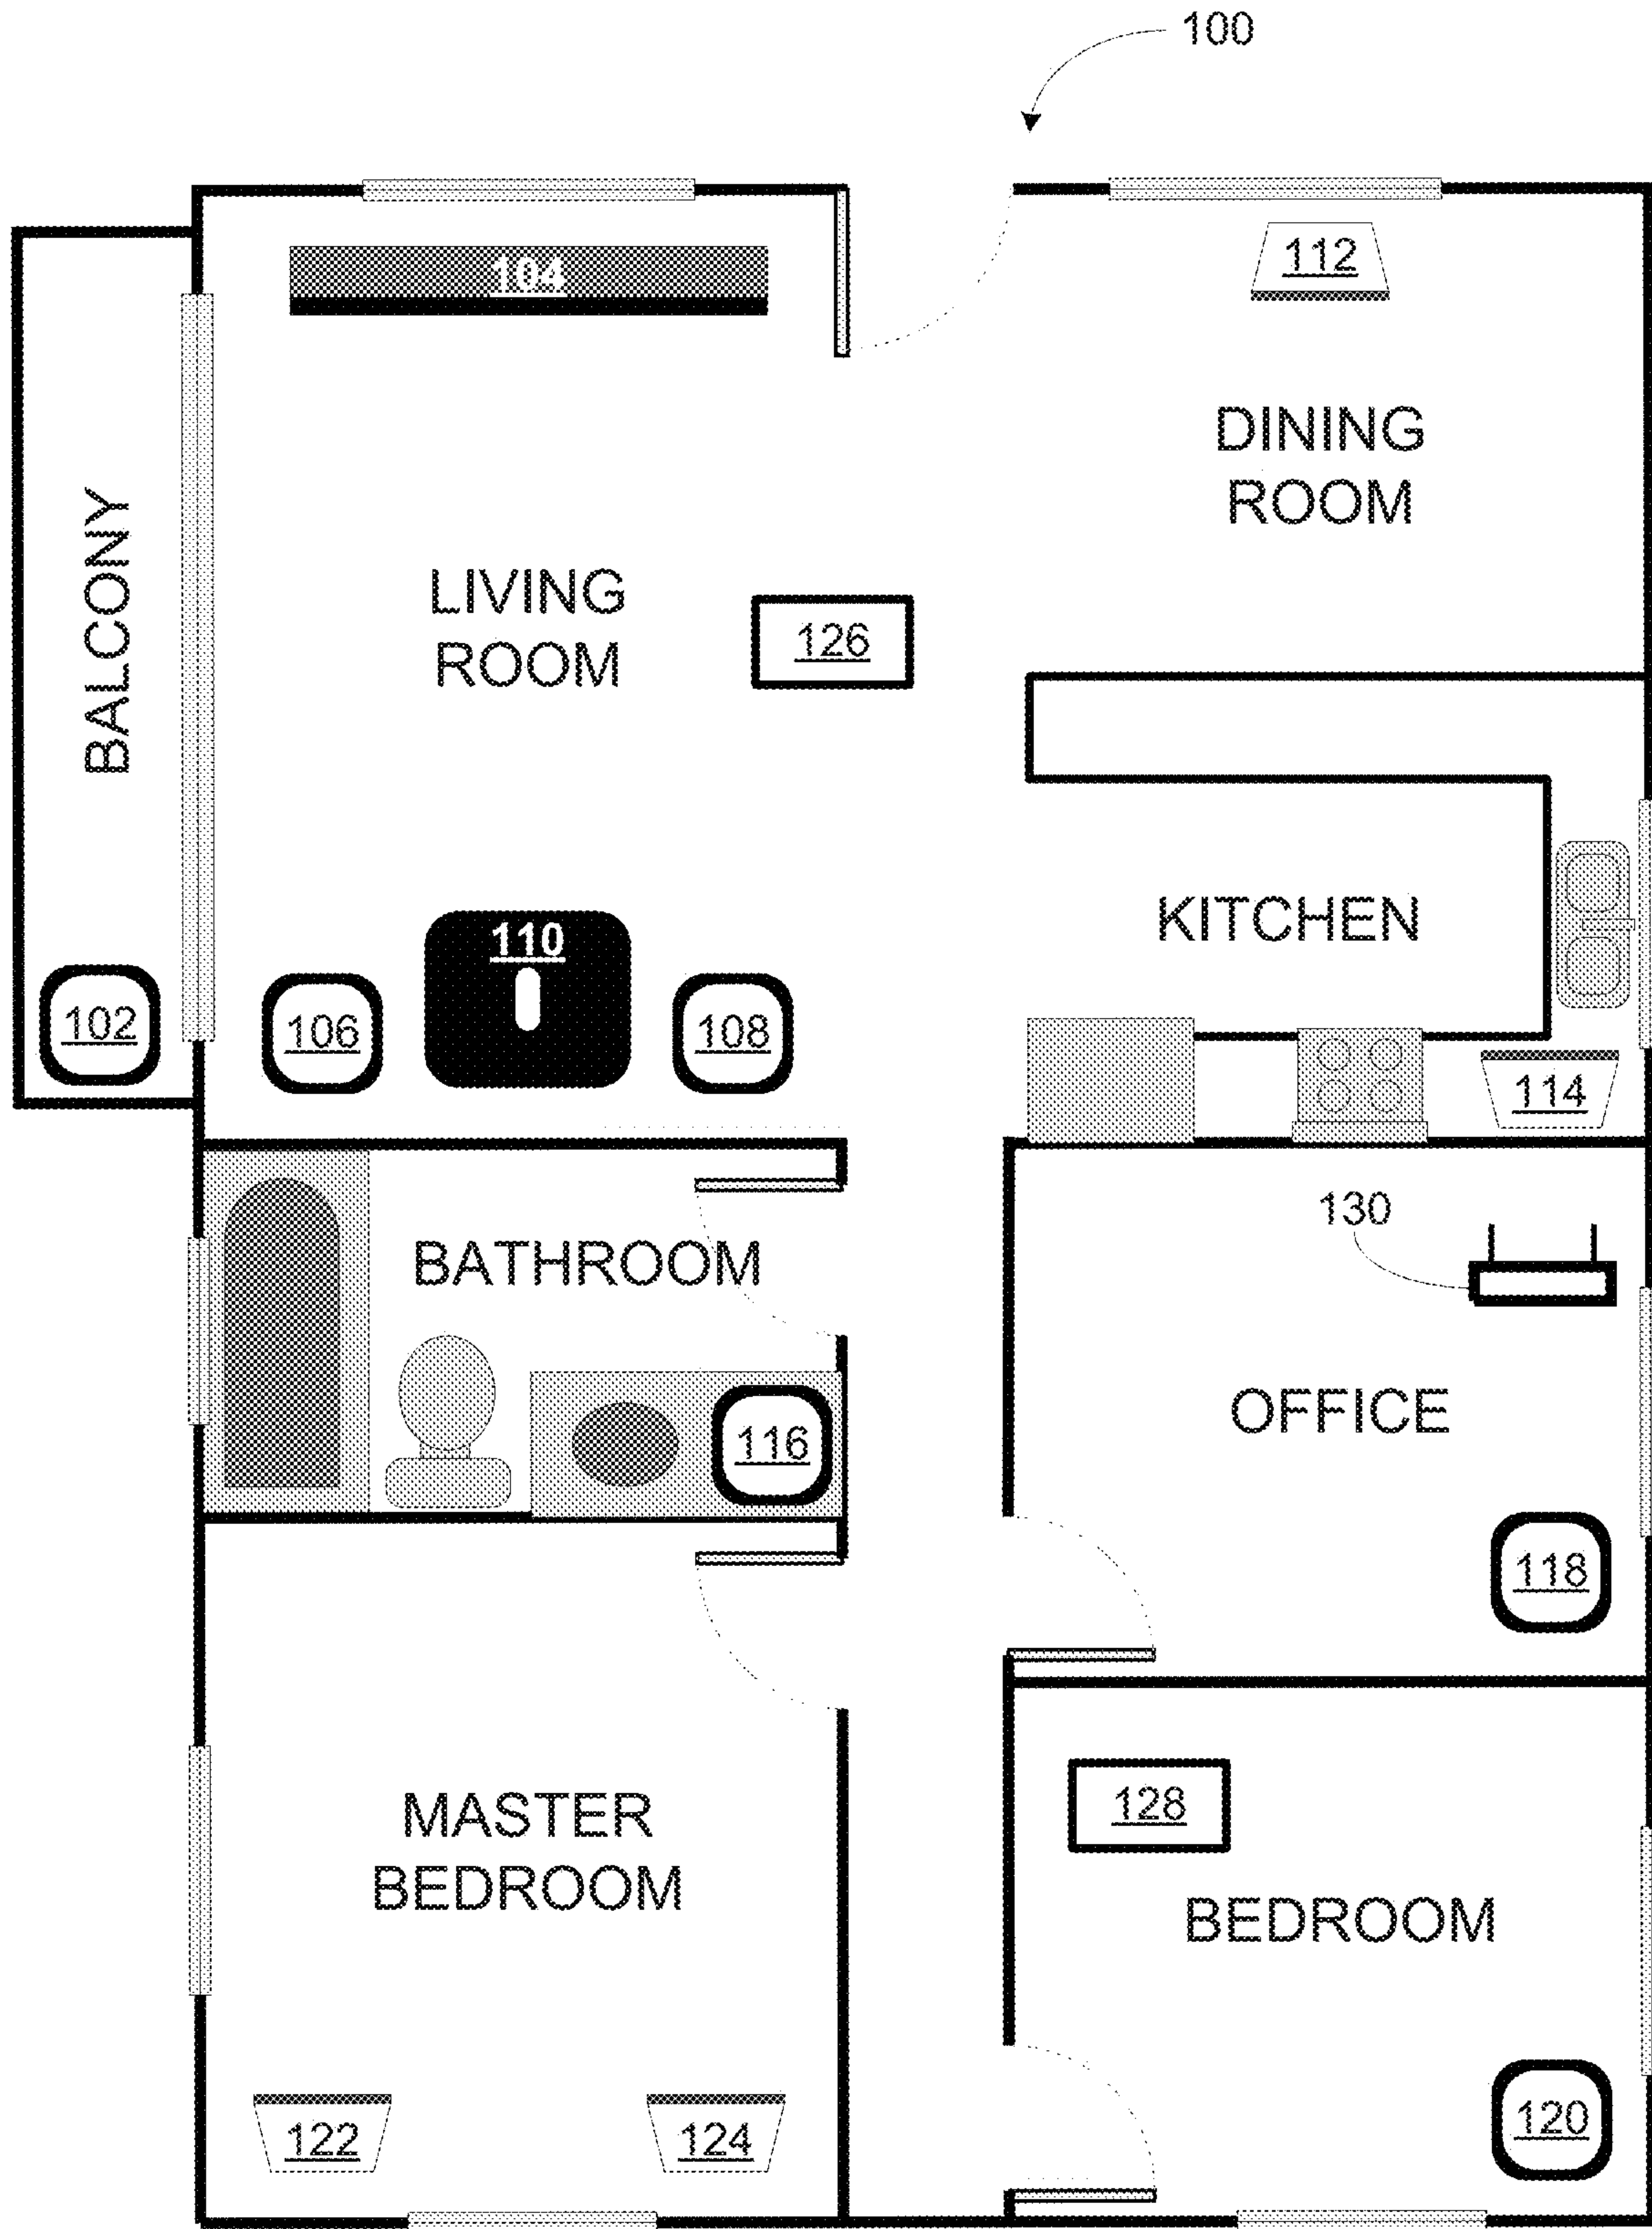 100
104
112
DINING
ROOM
BALCONY
LIVING
ROOM
126
KITCHEN
110
102
106
108
114
130
BATHROOM
OFFICE
116
118
MASTER
BEDROOM
128
BEDROOM
122
124
120